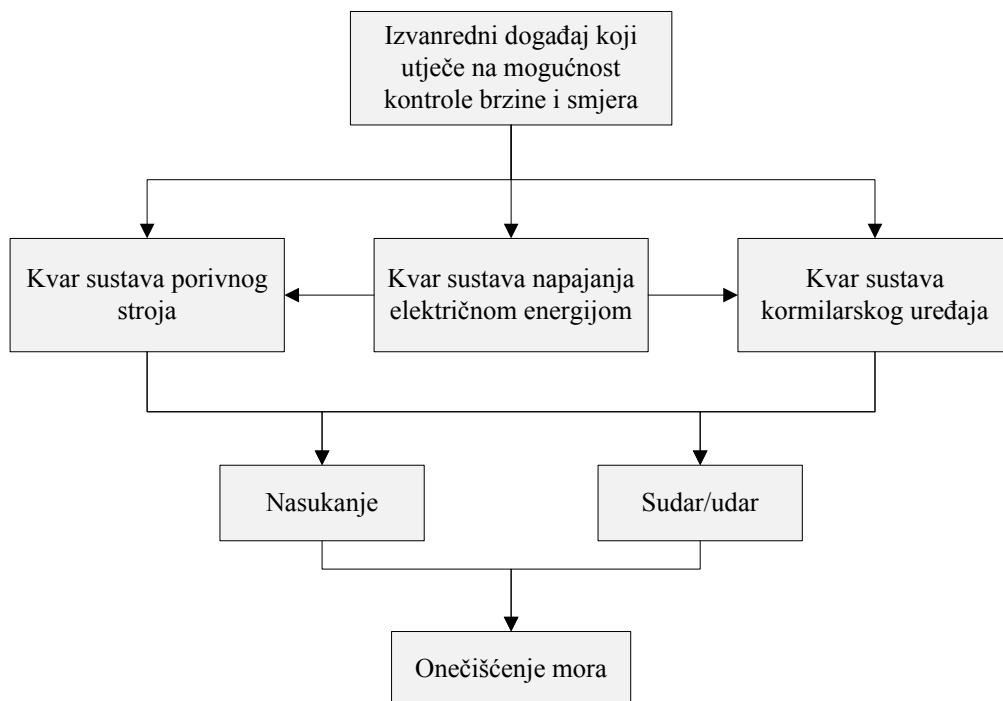 Izvanredni događaj koji
utječe na mogućnost
kontrole brzine i smjera
Kvar sustava porivnog
stroja
Kvar sustava napajanja
električnom energijom
Kvar sustava
kormilarskog uređaja
Nasukanje
Sudar/udar
Onečišćenje mora